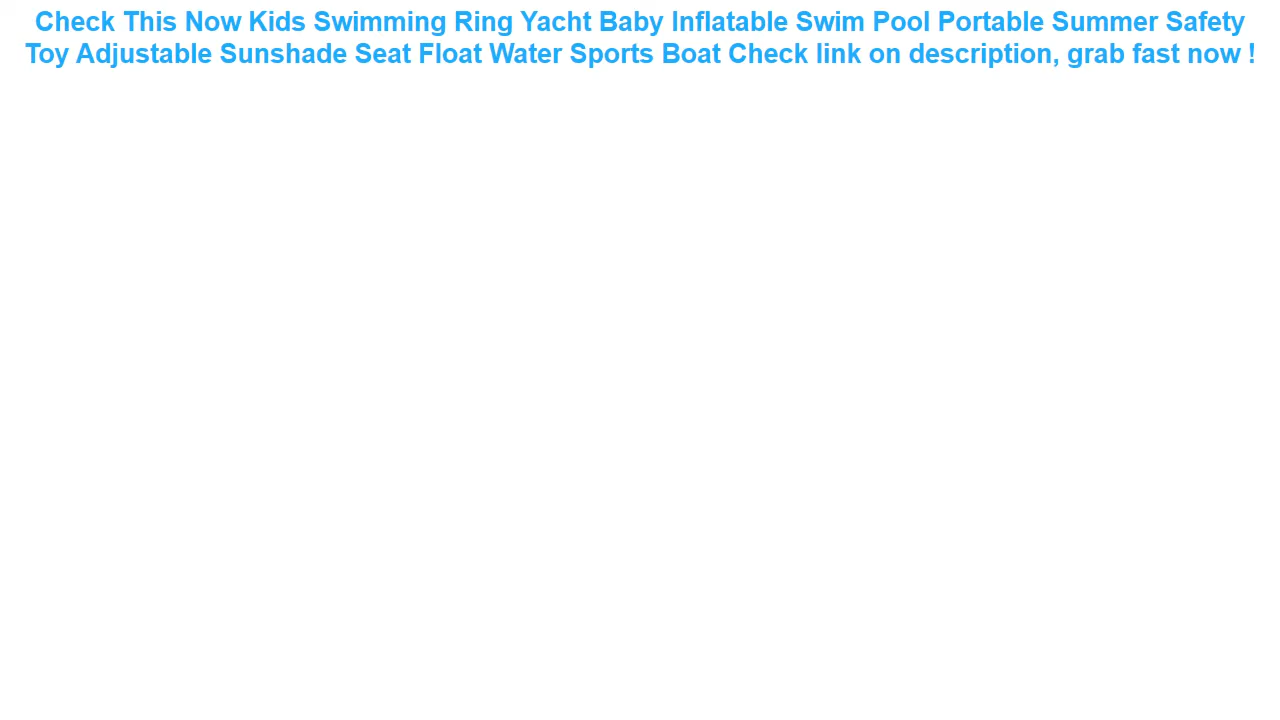 Check This Now Kids Swimming Ring Yacht Baby Inflatable Swim Pool Portable Summer Safety
Toy Adjustable Sunshade Seat Float Water Sports Boat Check link on description, grab fast now !